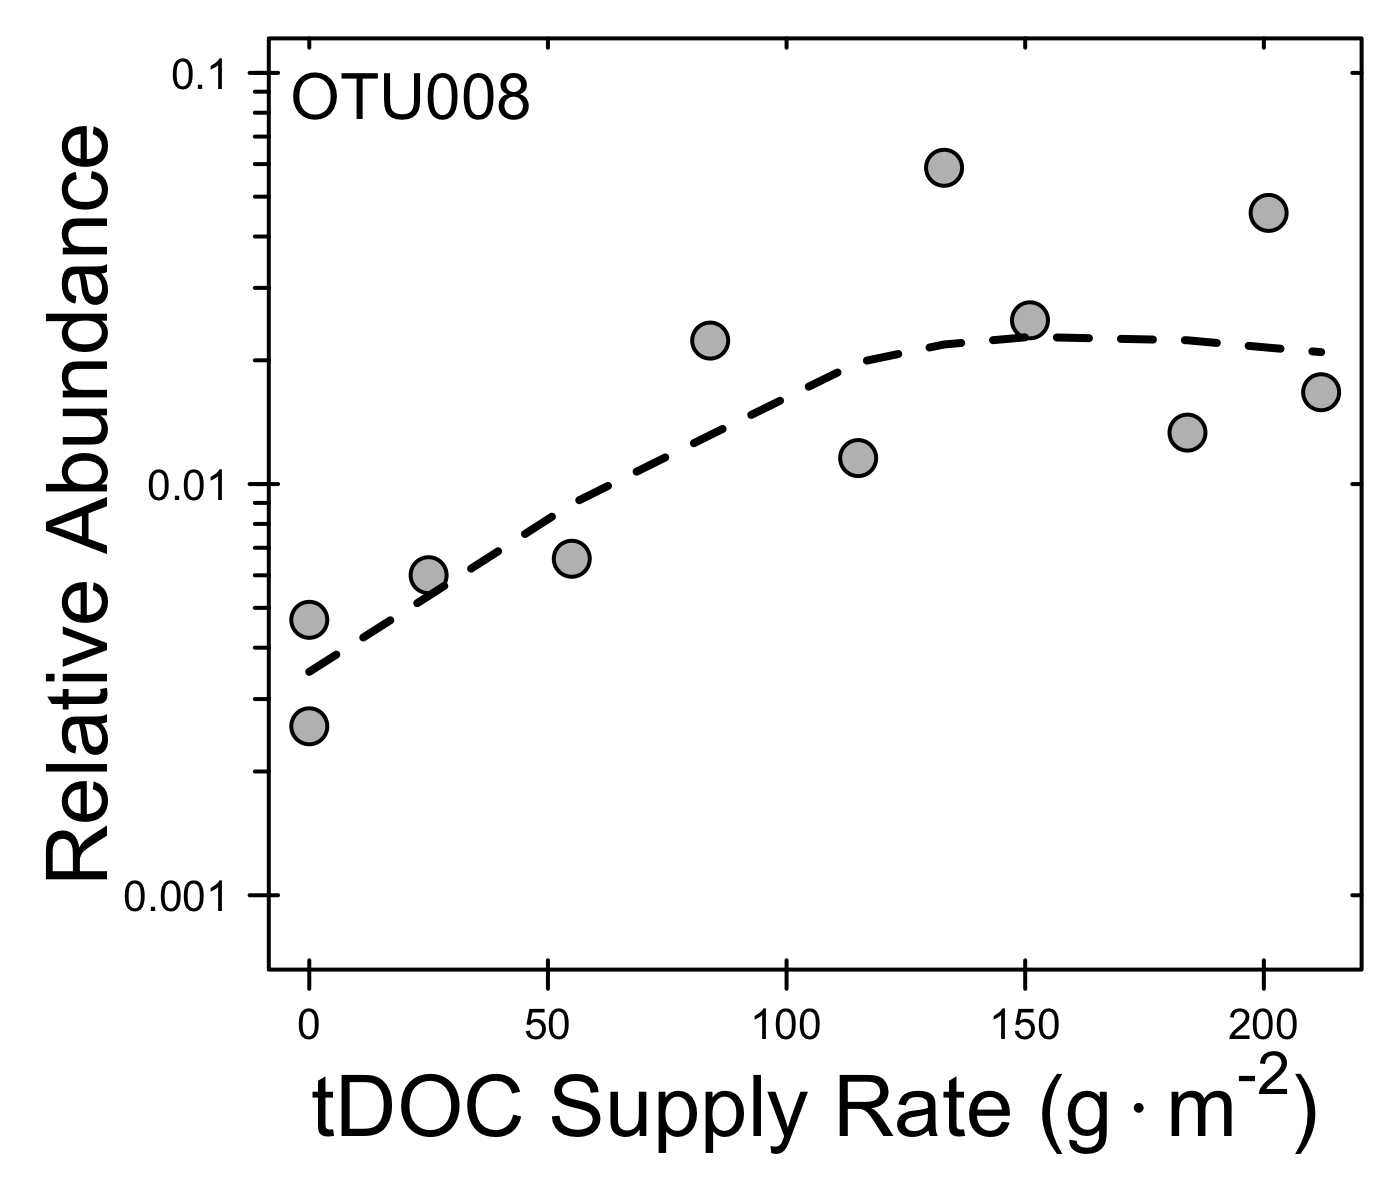 OTU008
0.1
0.01
0.001
Relative Abundance
0 50 100 150 200
tDOC Supply Rate (g · m⁻²)